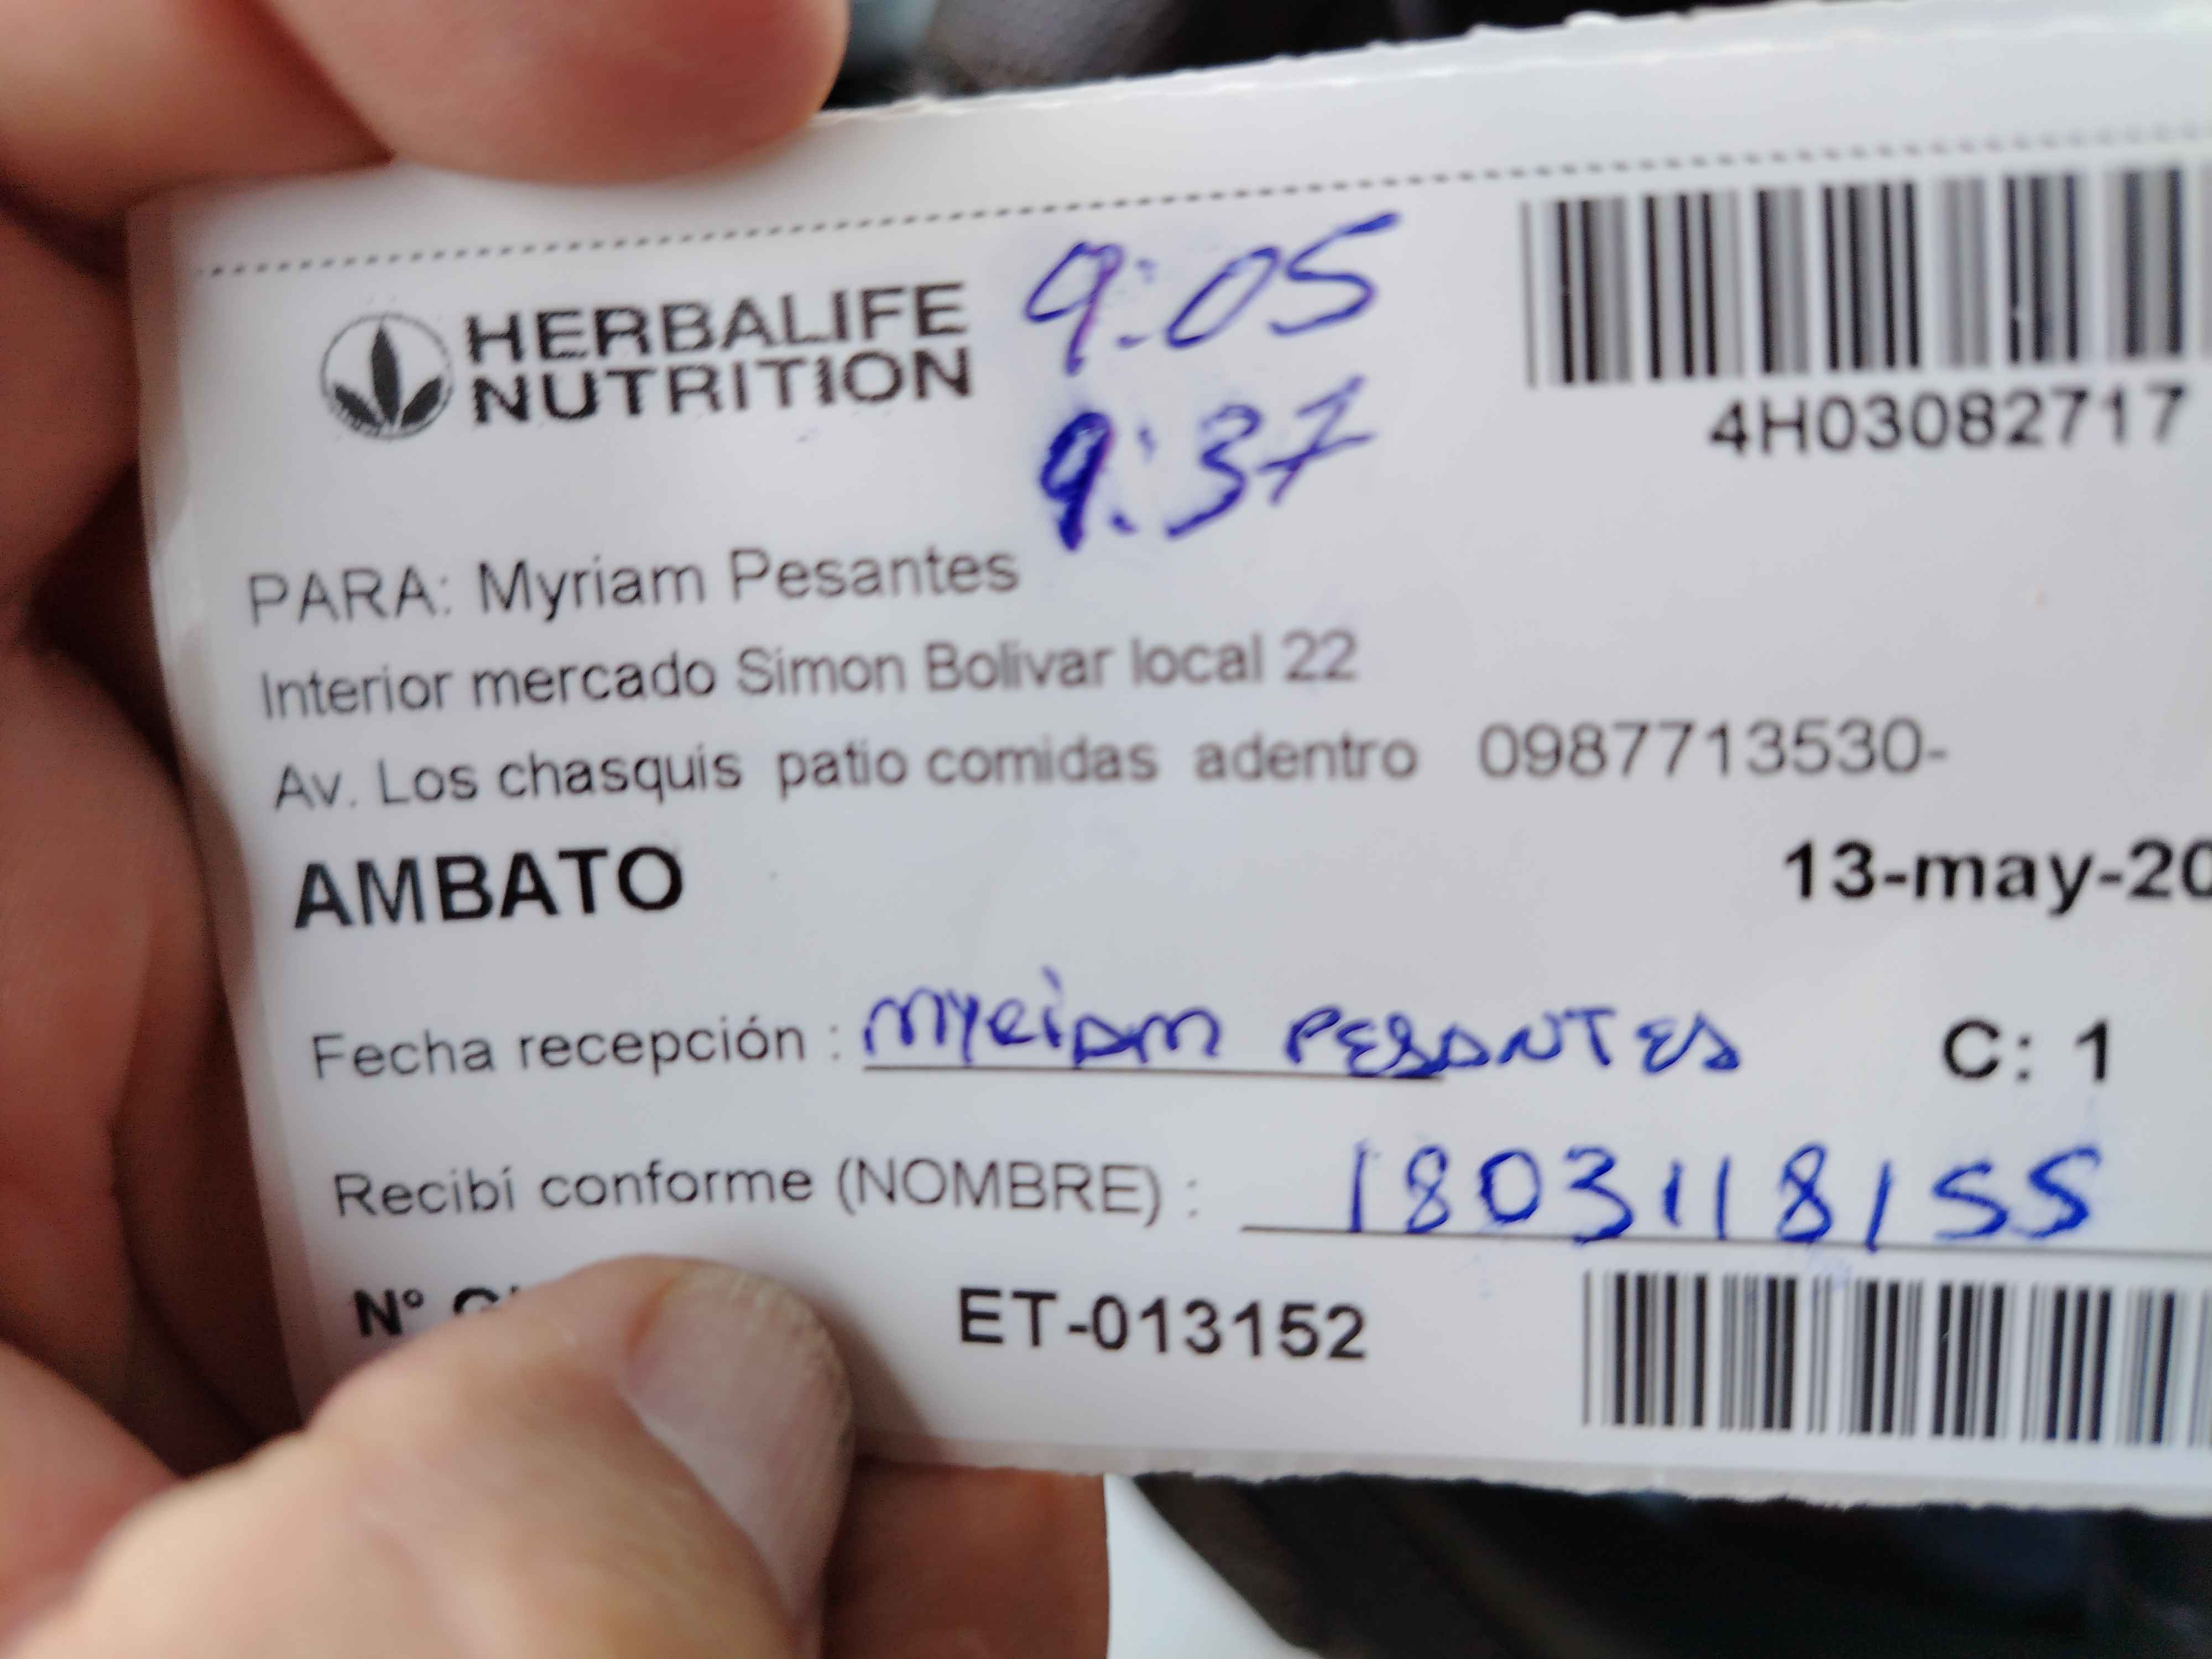 HERBALIFE
NUTRITION
9:05
9:37
4H03082717
PARA: Myriam Pesantes
Interior mercado Simon Bolivar local 22
Av. Los chasquis patio comidas adentro 0987713530-
AMBATO
13-may-20
Fecha recepción : Myriam PESANTES C: 1
Recibí conforme (NOMBRE) : 1803118155
N° ET-013152